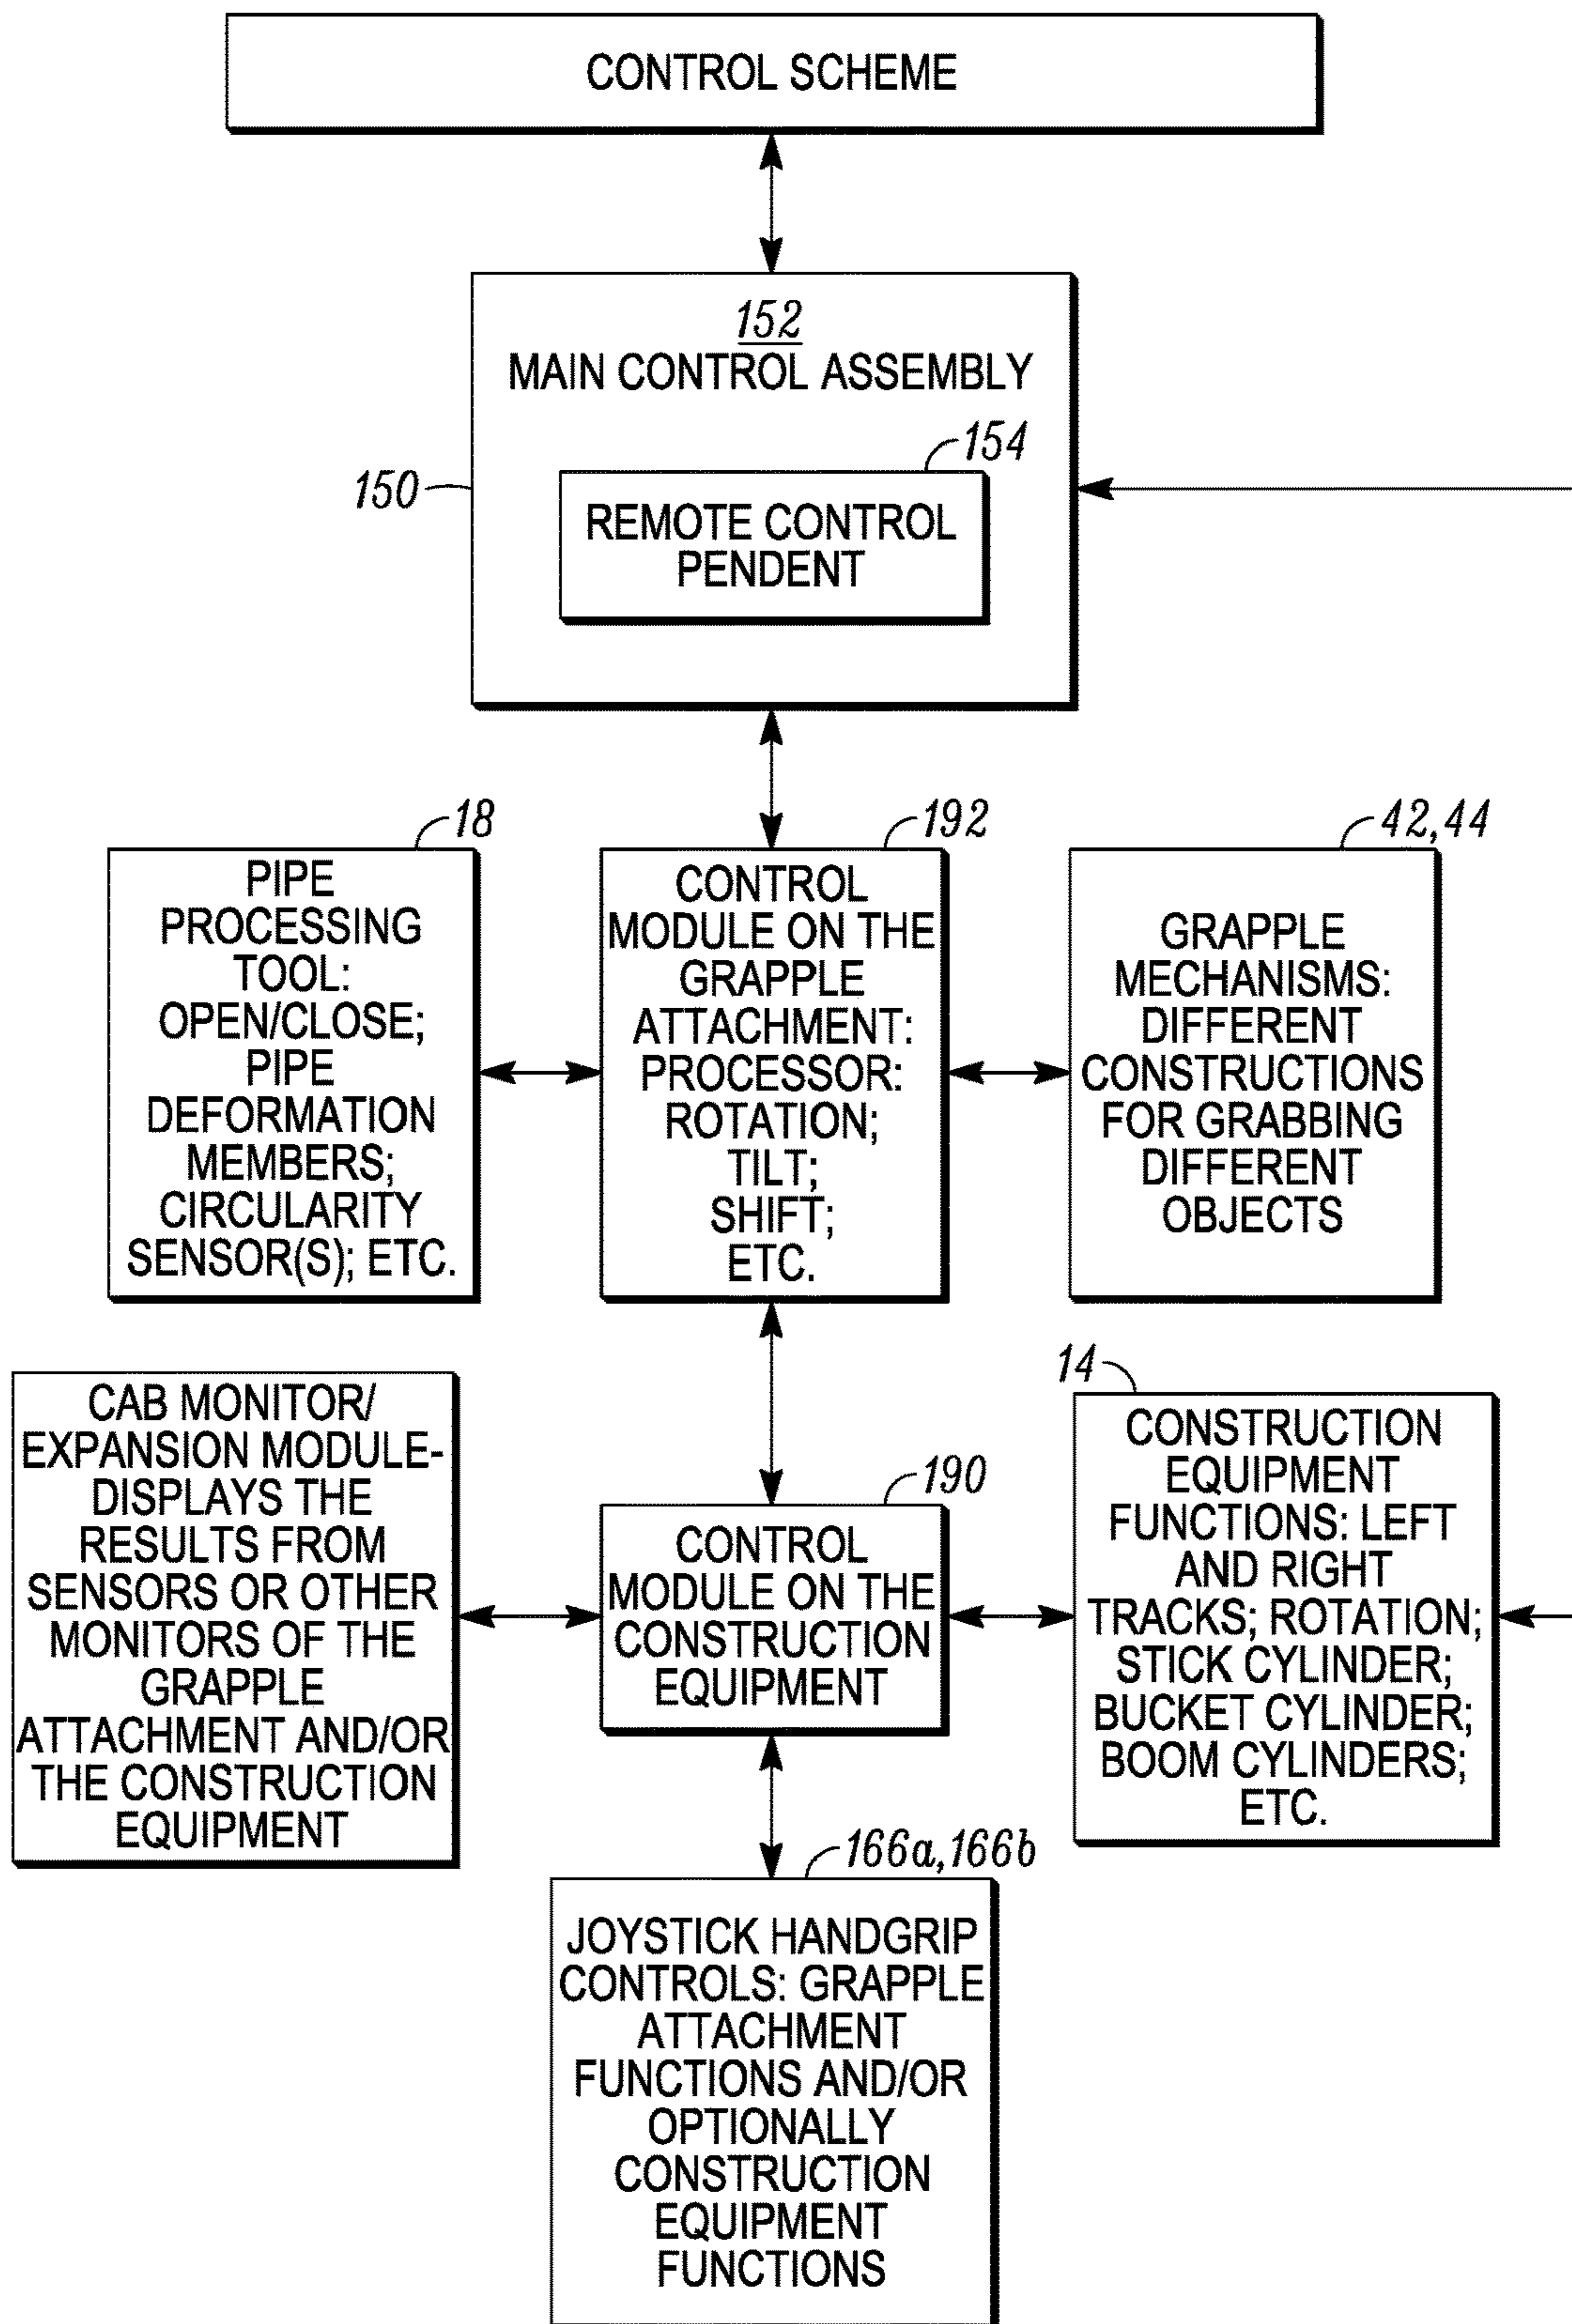 CONTROL SCHEME
152
MAIN CONTROL ASSEMBLY
154
150
REMOTE CONTROL
PENDENT
18
PIPE
PROCESSING
TOOL:
OPEN/CLOSE;
PIPE
DEFORMATION
MEMBERS;
CIRCULARITY
SENSOR(S); ETC.
192
CONTROL
MODULE ON THE
GRAPPLE
ATTACHMENT:
PROCESSOR:
ROTATION;
TILT;
SHIFT;
ETC.
42,44
GRAPPLE
MECHANISMS:
DIFFERENT
CONSTRUCTIONS
FOR GRABBING
DIFFERENT
OBJECTS
CAB MONITOR/
EXPANSION MODULE-
DISPLAYS THE
RESULTS FROM
SENSORS OR OTHER
MONITORS OF THE
GRAPPLE
ATTACHMENT AND/OR
THE CONSTRUCTION
EQUIPMENT
190
CONTROL
MODULE ON THE
CONSTRUCTION
EQUIPMENT
14
CONSTRUCTION
EQUIPMENT
FUNCTIONS: LEFT
AND RIGHT
TRACKS; ROTATION;
STICK CYLINDER;
BUCKET CYLINDER;
BOOM CYLINDERS;
ETC.
166a,166b
JOYSTICK HANDGRIP
CONTROLS: GRAPPLE
ATTACHMENT
FUNCTIONS AND/OR
OPTIONALLY
CONSTRUCTION
EQUIPMENT
FUNCTIONS